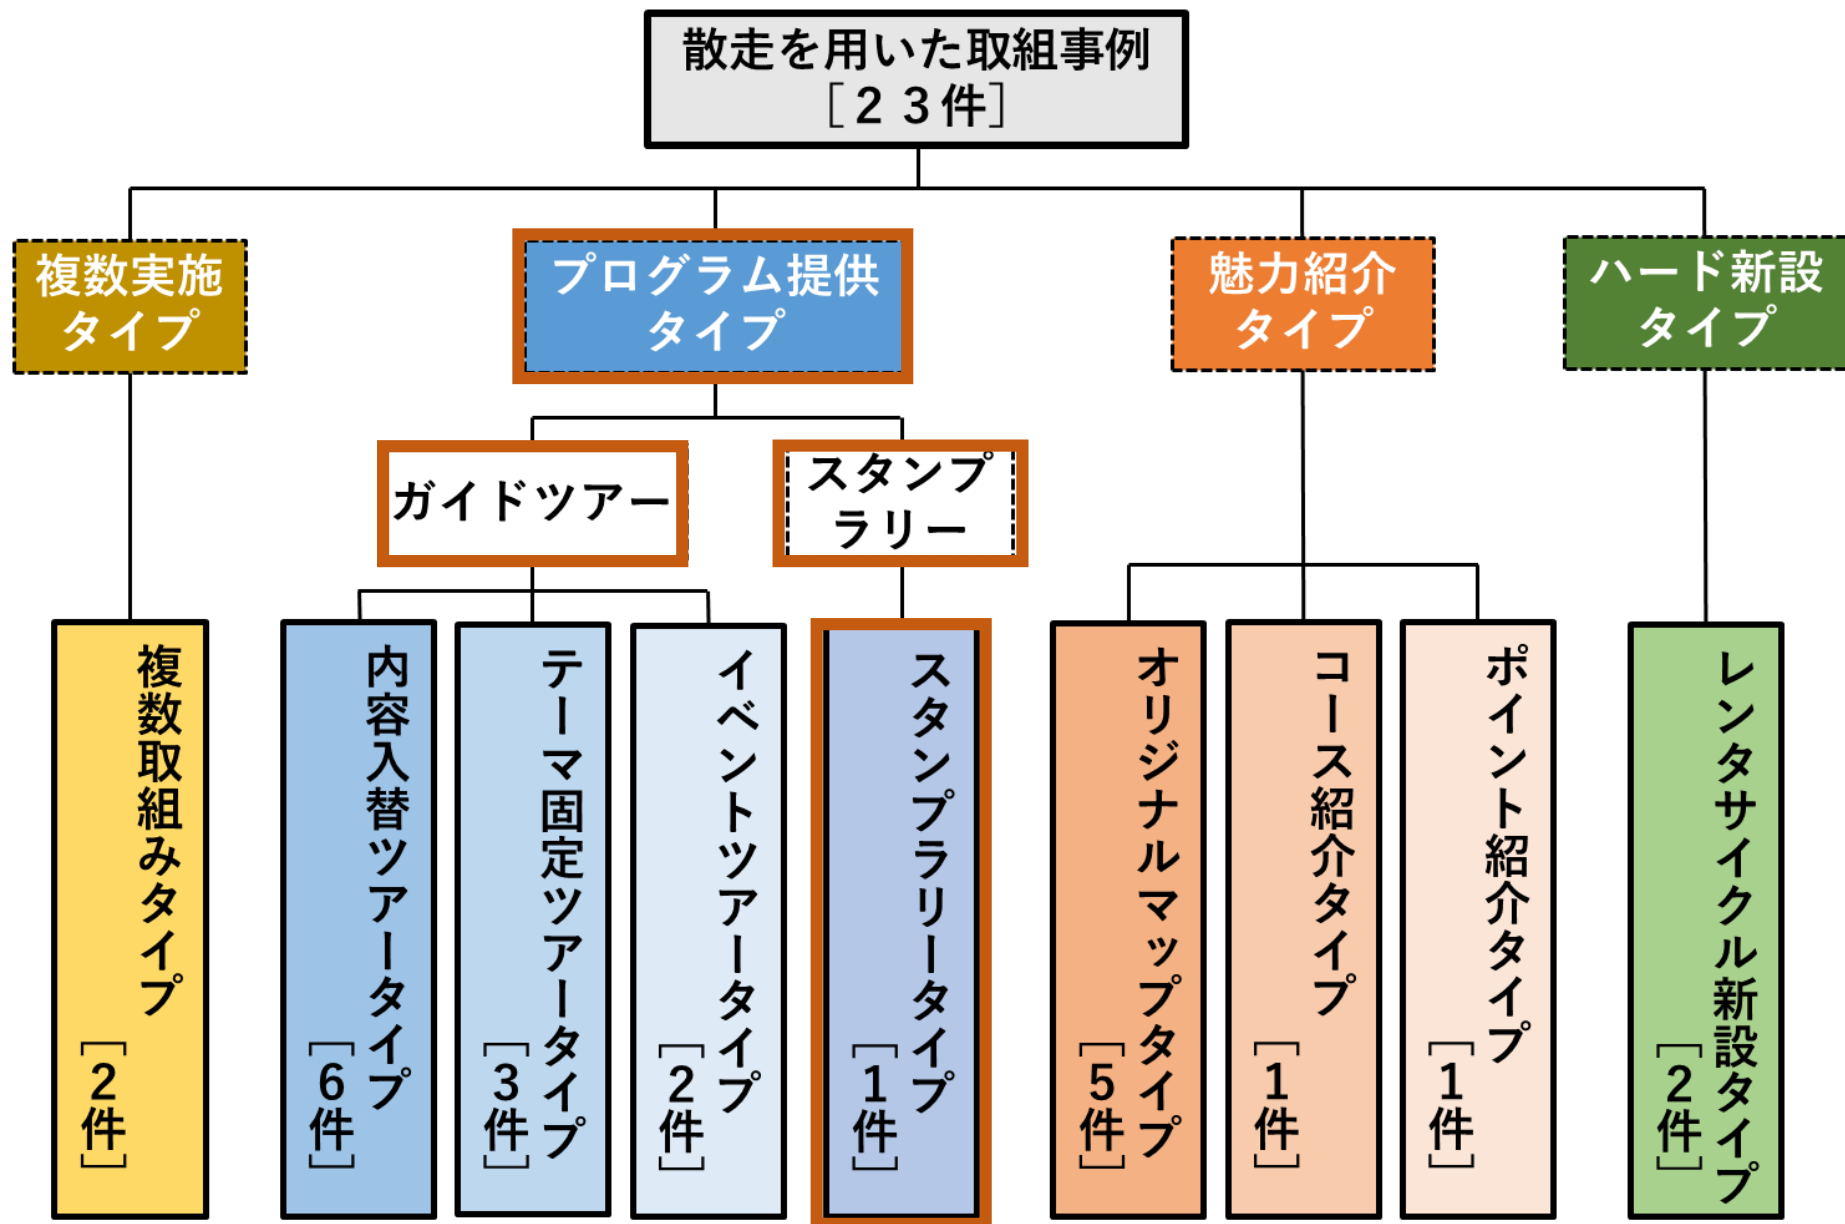 散走を用いた取組事例
［２３件］
複数実施
タイプ
プログラム提供
タイプ
魅力紹介
タイプ
ハード新設
タイプ
ガイドツアー
スタンプ
ラリー
複数取組みタイプ
［2件］
内容入替ツアータイプ
［6件］
テーマ固定ツアータイプ
［3件］
イベントツアータイプ
［2件］
スタンプラリータイプ
［1件］
オリジナルマップタイプ
［5件］
コース紹介タイプ
［1件］
ポイント紹介タイプ
［1件］
レンタサイクル新設タイプ
［2件］